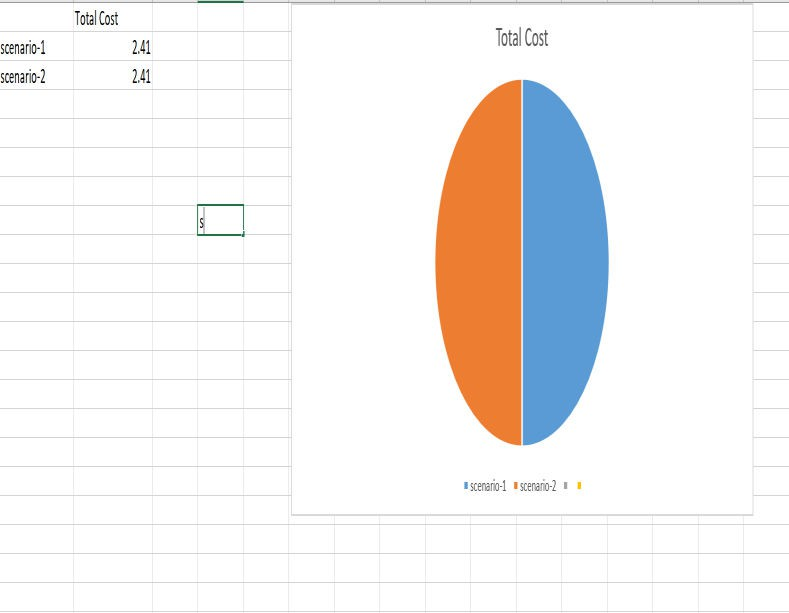 Total Cost
scenario-1 2.41
scenario-2 2.41
s
Total Cost
scenario-1 scenario-2